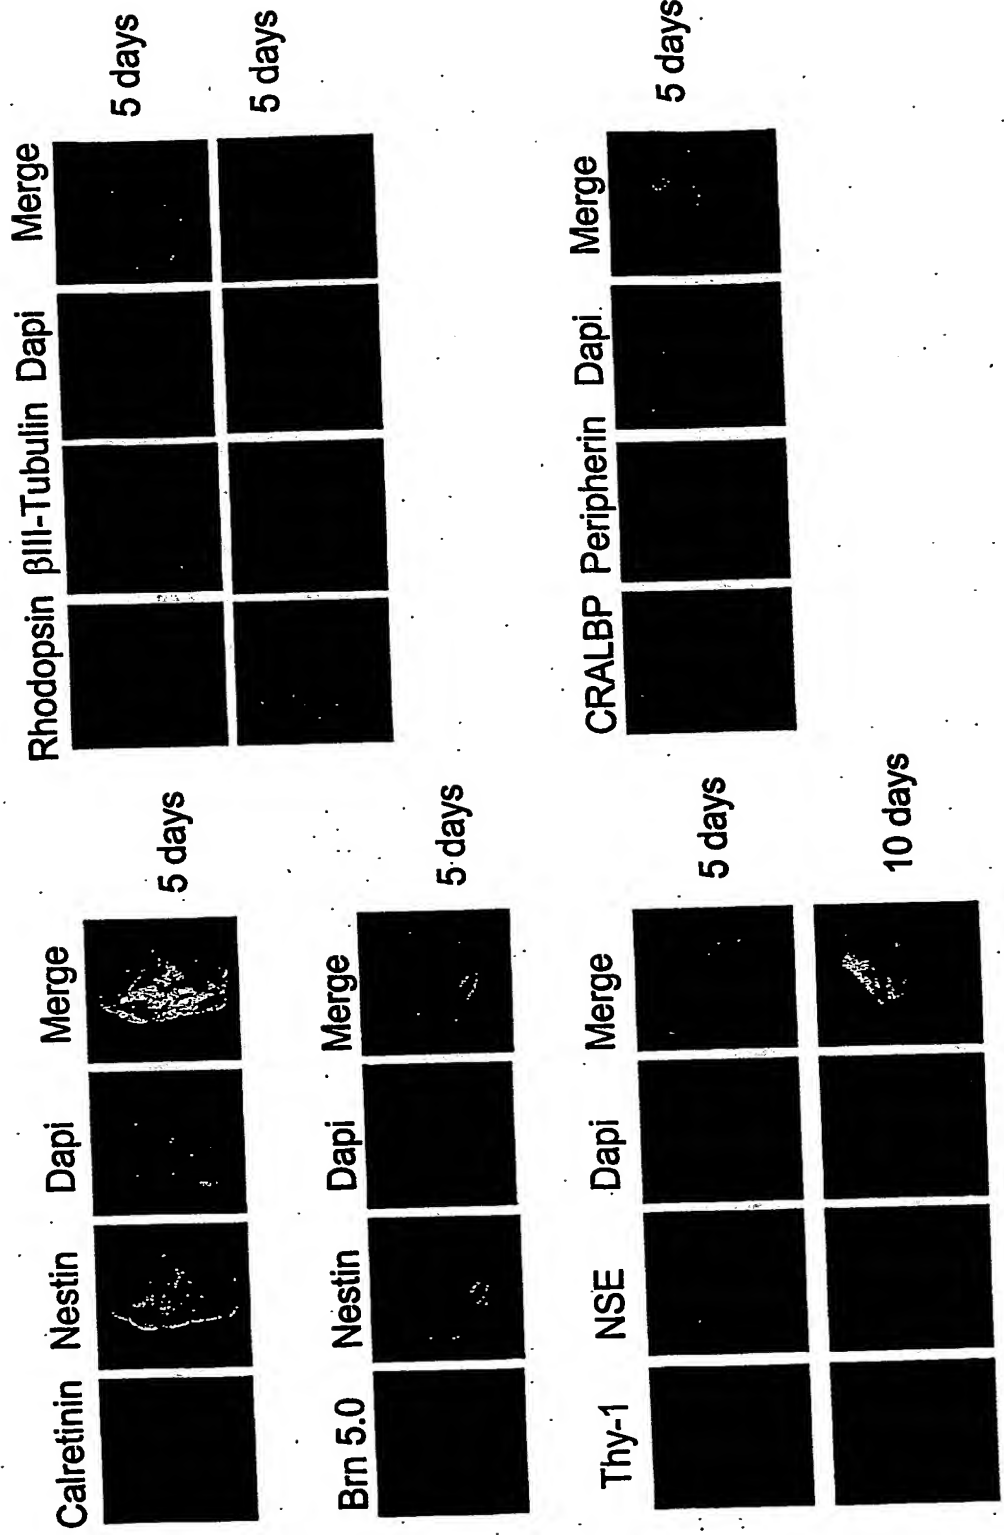 Calretinin Nestin Dapi Merge
5 days
Brn 5.0 Nestin Dapi Merge
5 days
Thy-1 NSE Dapi Merge
5 days
10 days
Rhodopsin βIII-Tubulin Dapi Merge
5 days
5 days
CRALBP Peripherin Dapi Merge
5 days